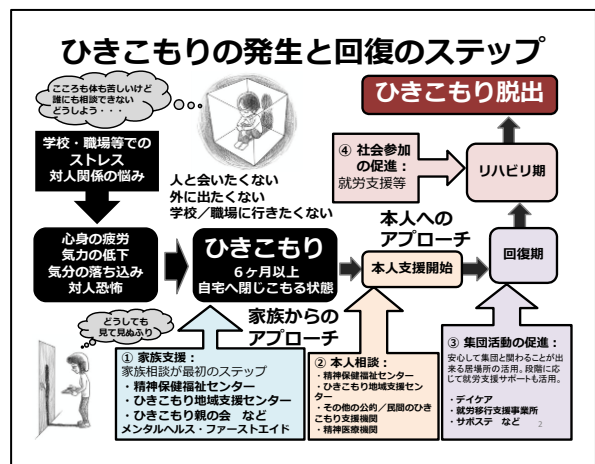 ひきこもりの発生と回復のステップ
こころも体も苦しいけど
誰にも相談できない
どうしよう・・・
学校・職場等での
ストレス
対人関係の悩み
人と会いたくない
外に出たくない
学校／職場に行きたくない
心身の疲労
気力の低下
気分の落ち込み
対人恐怖
ひきこもり
６ヶ月以上
自宅へ閉じこもる状態
本人への
アプローチ
本人支援開始
回復期
リハビリ期
ひきこもり脱出
④ 社会参加
の促進：
就労支援等
どうしても
見て見ぬふり
家族からの
アプローチ
① 家族支援：
家族相談が最初のステップ
・精神保健福祉センター
・ひきこもり地域支援センター
・ひきこもり親の会 など
メンタルヘルス・ファーストエイド
② 本人相談：
・精神保健福祉センター
・ひきこもり地域支援セン
ター
・その他の公的／民間のひき
こもり支援機関
・精神医療機関
③ 集団活動の促進：
安心して集団と関わることが出
来る居場所の活用。段階に応
じて就労支援サポートも活用。
・デイケア
・就労移行支援事業所
・サポステ など
2